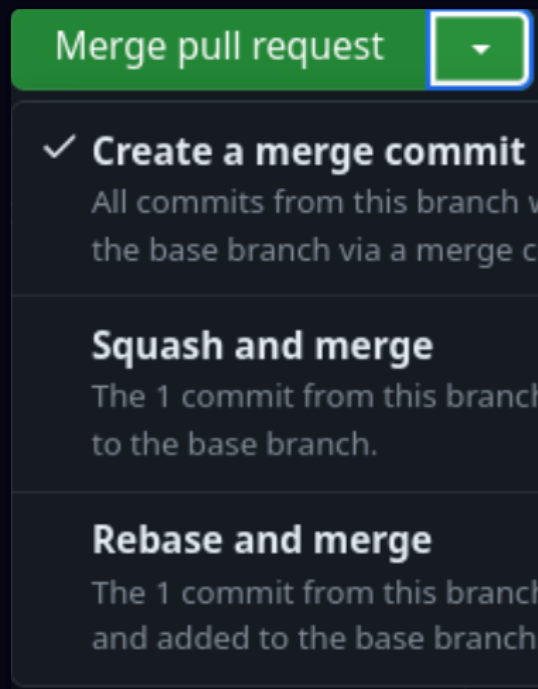 Merge pull request
Create a merge commit
All commits from this branch
the base branch via a merge
Squash and merge
The 1 commit from this branch
to the base branch.
Rebase and merge
The 1 commit from this branch
and added to the base branch